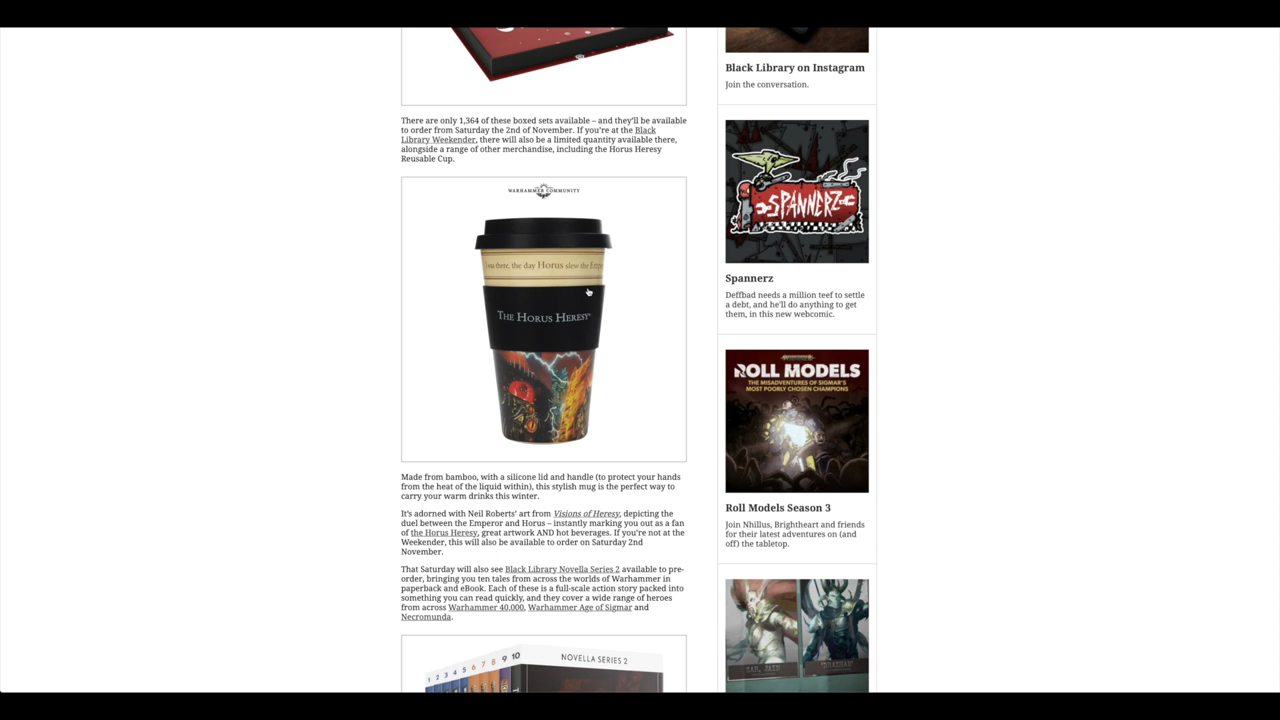 There are only 1,364 of these boxed sets available – and they'll be available
to order from Saturday the 2nd of November. If you're at the Black
Library Weekender, there will also be a limited quantity available there,
alongside a range of other merchandise, including the Horus Heresy
Reusable Cup.
WARHAMMER COMMUNITY
I was there, the day Horus slew the Empe
THE HORUS HERESY
Made from bamboo, with a silicone lid and handle (to protect your hands
from the heat of the liquid within), this stylish mug is the perfect way to
carry your warm drinks this winter.
It's adorned with Neil Roberts' art from Visions of Heresy, depicting the
duel between the Emperor and Horus – instantly marking you out as a fan
of the Horus Heresy, great artwork AND hot beverages. If you're not at the
Weekender, this will also be available to order on Saturday 2nd
November.
That Saturday will also see Black Library Novella Series 2 available to pre-
order, bringing you ten tales from across the worlds of Warhammer in
paperback and eBook. Each of these is a full-scale action story packed into
something you can read quickly, and they cover a wide range of heroes
from across Warhammer 40,000, Warhammer Age of Sigmar and
Necromunda.
1 2 3 4 5 6 7 8 9 10
NOVELLA SERIES 2
Black Library on Instagram
Join the conversation.
SPANNERZ
Spannerz
Deffbad needs a million teef to settle
a debt, and he'll do anything to get
them, in this new webcomic.
ROLL MODELS
THE MISADVENTURES OF SIGMAR'S
MOST POORLY CHOSEN CHAMPIONS
Roll Models Season 3
Join Nhillus, Brightheart and friends
for their latest adventures on (and
off) the tabletop.